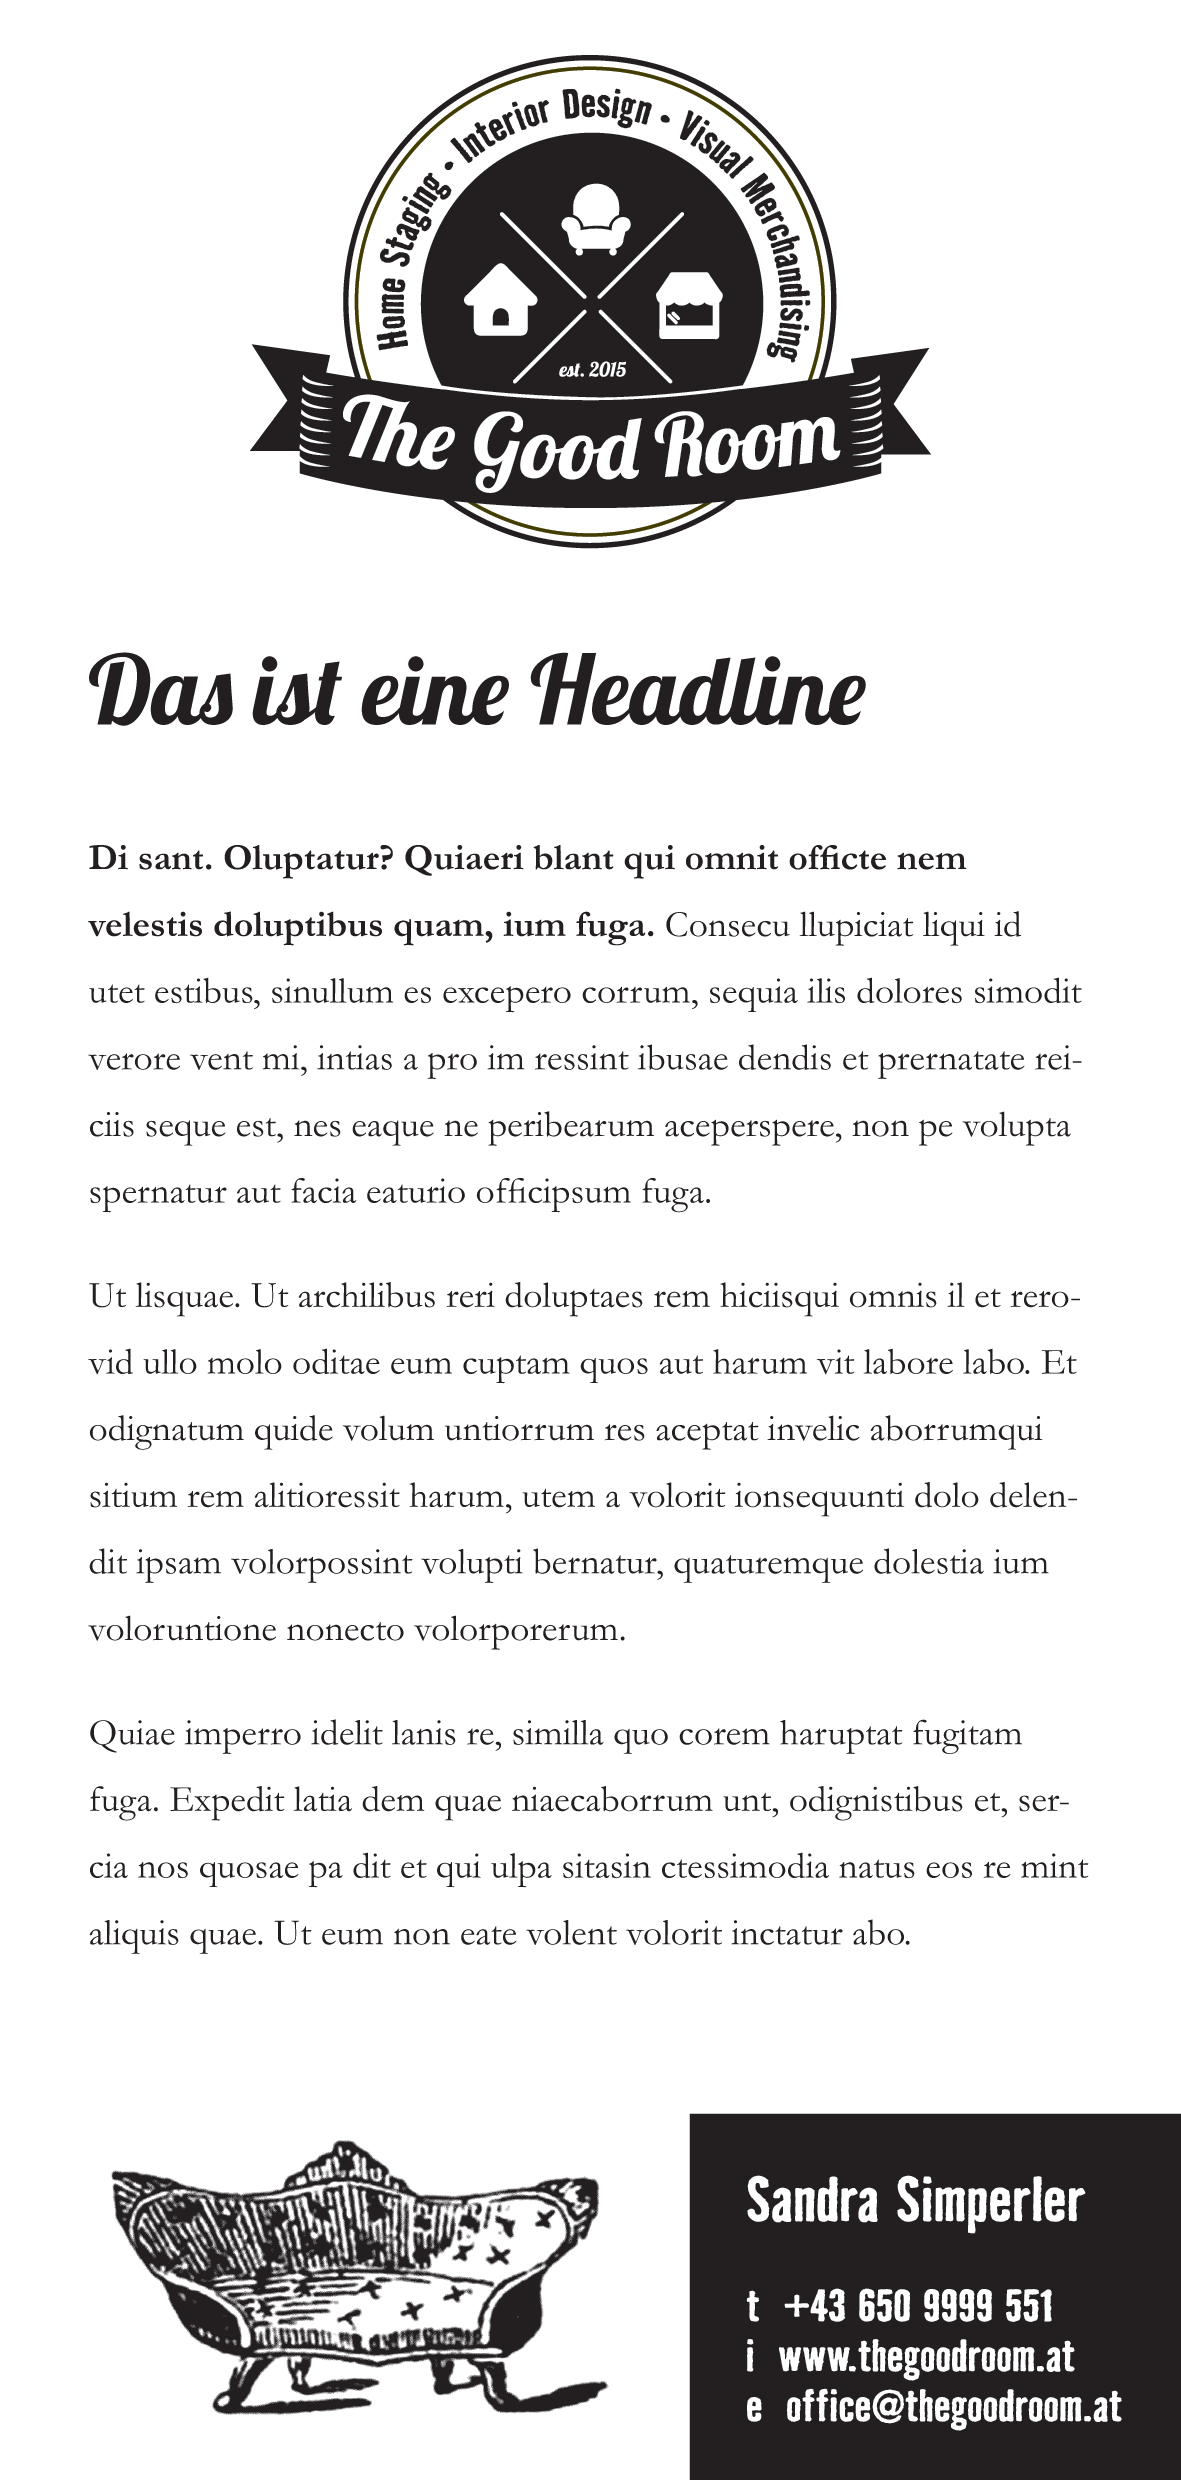 Home Staging · Interior Design · Visual Merchandising
est. 2015
The Good Room
Das ist eine Headline
Di sant. Oluptatur? Quiaeri blant qui omnit officte nem
velestis doluptibus quam, ium fuga. Consecu llupiciat liqui id
utet estibus, sinullum es excepero corrum, sequia ilis dolores simodit
verore vent mi, intias a pro im ressint ibusae dendis et prernatate rei-
ciis seque est, nes eaque ne peribearum aceperspere, non pe volupta
spernatur aut facia eaturio officipsum fuga.
Ut lisquae. Ut archilibus reri doluptaes rem hiciisqui omnis il et rero-
vid ullo molo oditae eum cuptam quos aut harum vit labore labo. Et
odignatum quide volum untiorrum res aceptat invelic aborrumqui
sitium rem alitioressit harum, utem a volorit ionsequunti dolo delen-
dit ipsam volorpossint volupti bernatur, quaturemque dolestia ium
voloruntione nonecto volorporerum.
Quiae imperro idelit lanis re, similla quo corem haruptat fugitam
fuga. Expedit latia dem quae niaecaborrum unt, odignistibus et, ser-
cia nos quosae pa dit et qui ulpa sitasin ctessimodia natus eos re mint
aliquis quae. Ut eum non eate volent volorit inctatur abo.
Sandra Simperler
t +43 650 9999 551
i www.thegoodroom.at
e office@thegoodroom.at